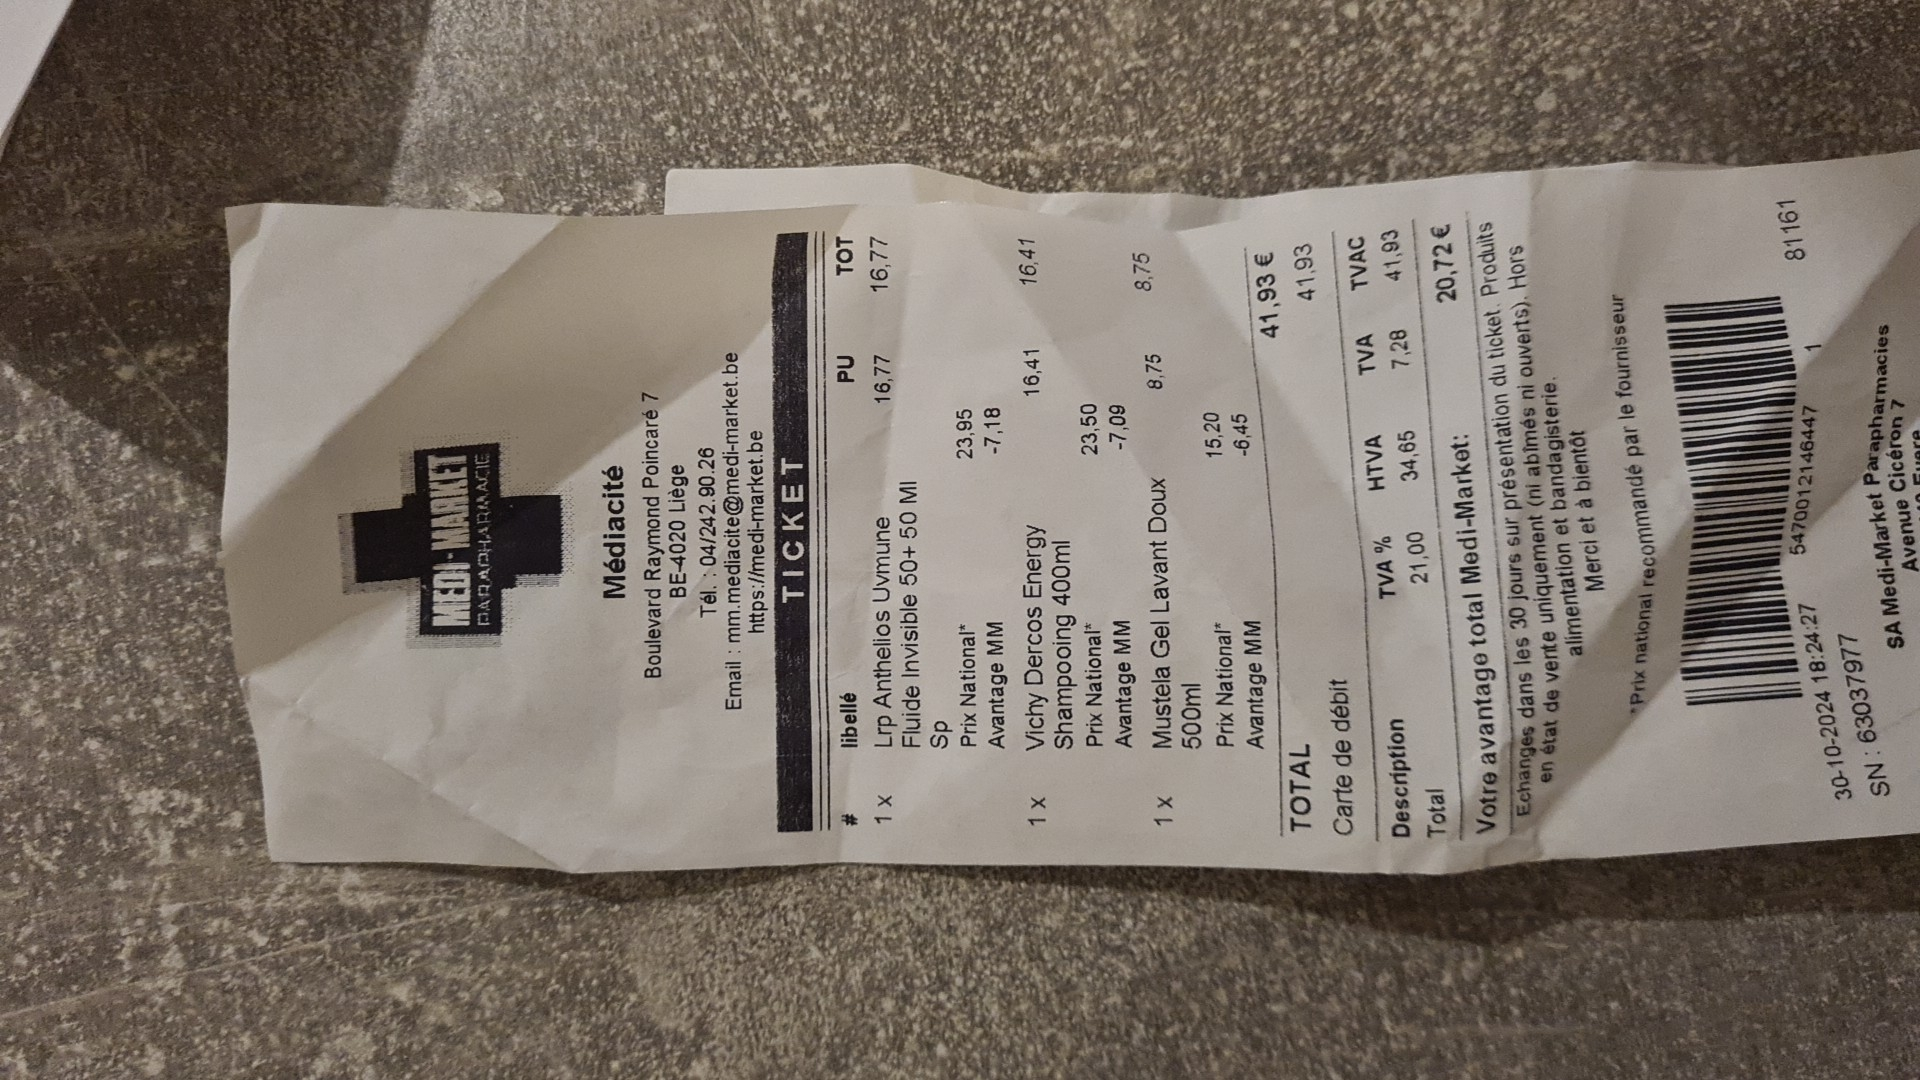 MEDI-MARKET
PARAPHARMACIE
Médiacité
Boulevard Raymond Poincaré 7
BE-4020 Liège
Tél. : 04/242.90.26
Email : mm.mediacite@medi-market.be
https://medi-market.be
TICKET
# libellé PU TOT
1 x Lrp Anthelios Uvmune 16,77 16,77
Fluide Invisible 50+ 50 Ml
Sp
Prix National* 23,95
Avantage MM -7,18
1 x Vichy Dercos Energy 16,41 16,41
Shampooing 400ml
Prix National* 23,50
Avantage MM -7,09
1 x Mustela Gel Lavant Doux 8,75 8,75
500ml
Prix National* 15,20
Avantage MM -6,45
TOTAL 41,93 €
Carte de débit 41,93
Description TVA % HTVA TVA TVAC
Total 21,00 34,65 7,28 41,93
Votre avantage total Medi-Market: 20,72 €
Echanges dans les 30 jours sur présentation du ticket. Produits
en état de vente uniquement (ni abîmés ni ouverts). Hors
alimentation et bandagisterie.
Merci et à bientôt
*Prix national recommandé par le fournisseur
5470012146447
30-10-2024 18:24:27 1 81161
SN : 63037977
SA Medi-Market Parapharmacies
Avenue Cicéron 7